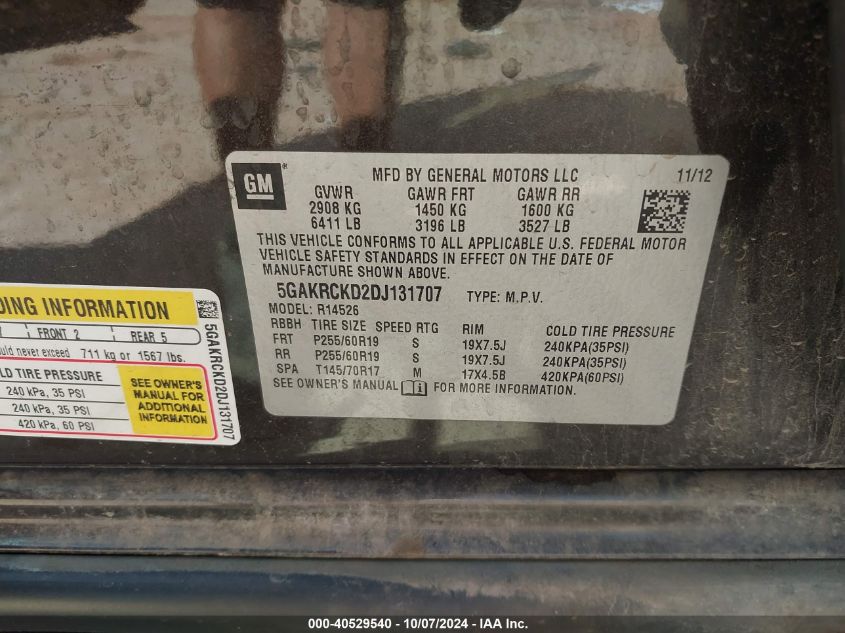 GM
MFD BY GENERAL MOTORS LLC 11/12
GVWR GAWR FRT GAWR RR
2908 KG 1450 KG 1600 KG
6411 LB 3196 LB 3527 LB
THIS VEHICLE CONFORMS TO ALL APPLICABLE U.S. FEDERAL MOTOR
VEHICLE SAFETY STANDARDS IN EFFECT ON THE DATE OF
MANUFACTURE SHOWN ABOVE.
5GAKRCKD2DJ131707 TYPE: M.P.V.
MODEL: R14526
RBBH TIRE SIZE SPEED RTG RIM COLD TIRE PRESSURE
FRT P255/60R19 S 19X7.5J 240KPA(35PSI)
RR P255/60R19 S 19X7.5J 240KPA(35PSI)
SPA T145/70R17 M 17X4.5B 420KPA(60PSI)
SEE OWNER'S MANUAL FOR MORE INFORMATION.
DING INFORMATION
FRONT 2 REAR 5
ould never exceed 711 kg or 1567 lbs.
LD TIRE PRESSURE
240 kPa, 35 PSI
240 kPa, 35 PSI
420 kPa, 60 PSI
SEE OWNER'S
MANUAL FOR
ADDITIONAL
INFORMATION
5GAKRCKD2DJ131707
000-40529540 - 10/07/2024 - IAA Inc.